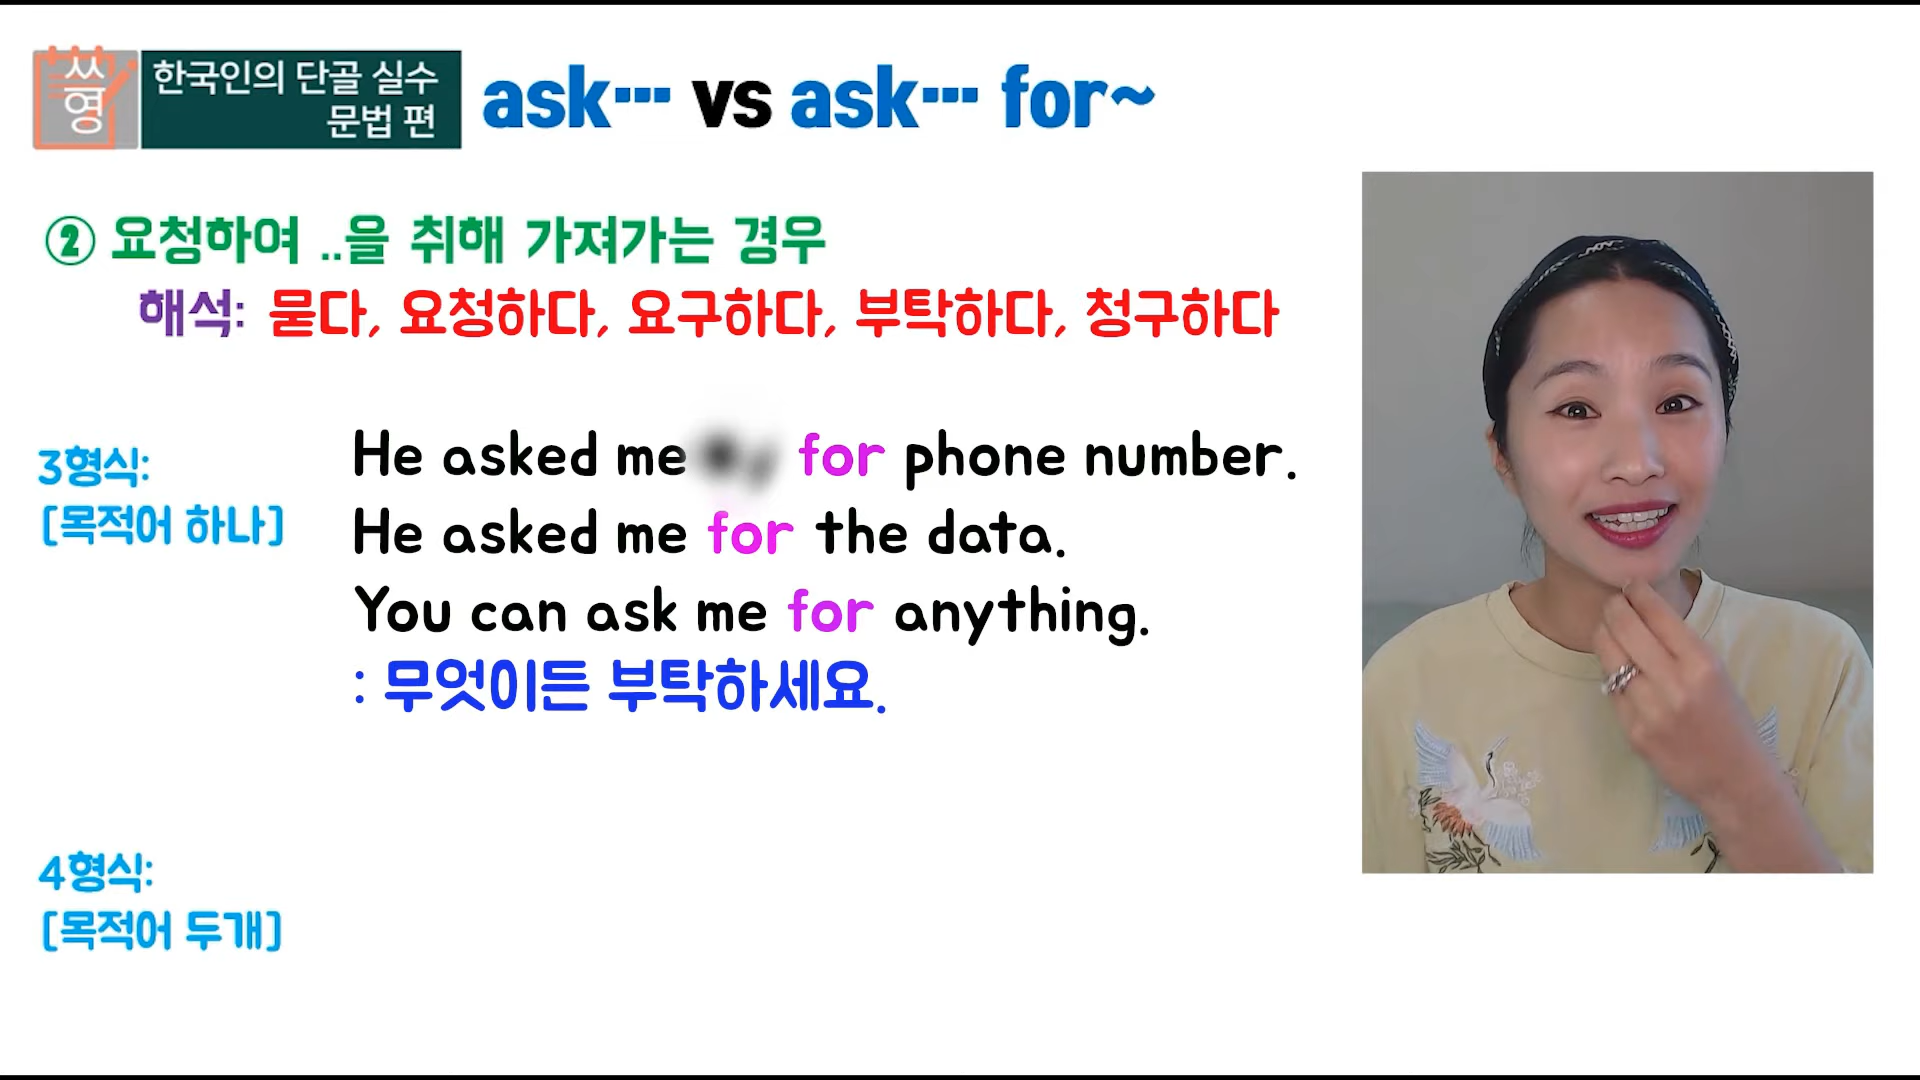 쓰영
한국인의 단골 실수
문법 편
ask… vs ask… for~
② 요청하여 ..을 취해 가져가는 경우
해석: 묻다, 요청하다, 요구하다, 부탁하다, 청구하다
3형식:
[목적어 하나]
He asked me for phone number.
He asked me for the data.
You can ask me for anything.
: 무엇이든 부탁하세요.
4형식:
[목적어 두개]